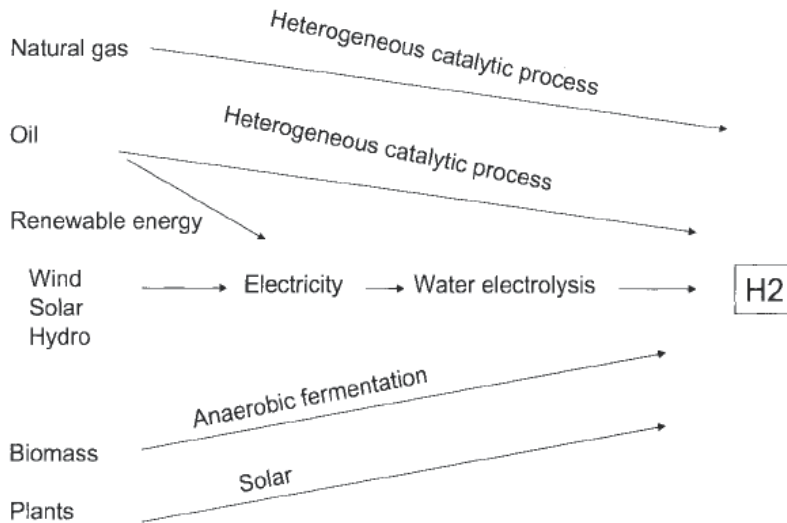 Heterogeneous catalytic process
Natural gas
Heterogeneous catalytic process
Oil
Renewable energy
Wind
Solar
Hydro
Electricity
Water electrolysis
H2
Anaerobic fermentation
Biomass
Solar
Plants